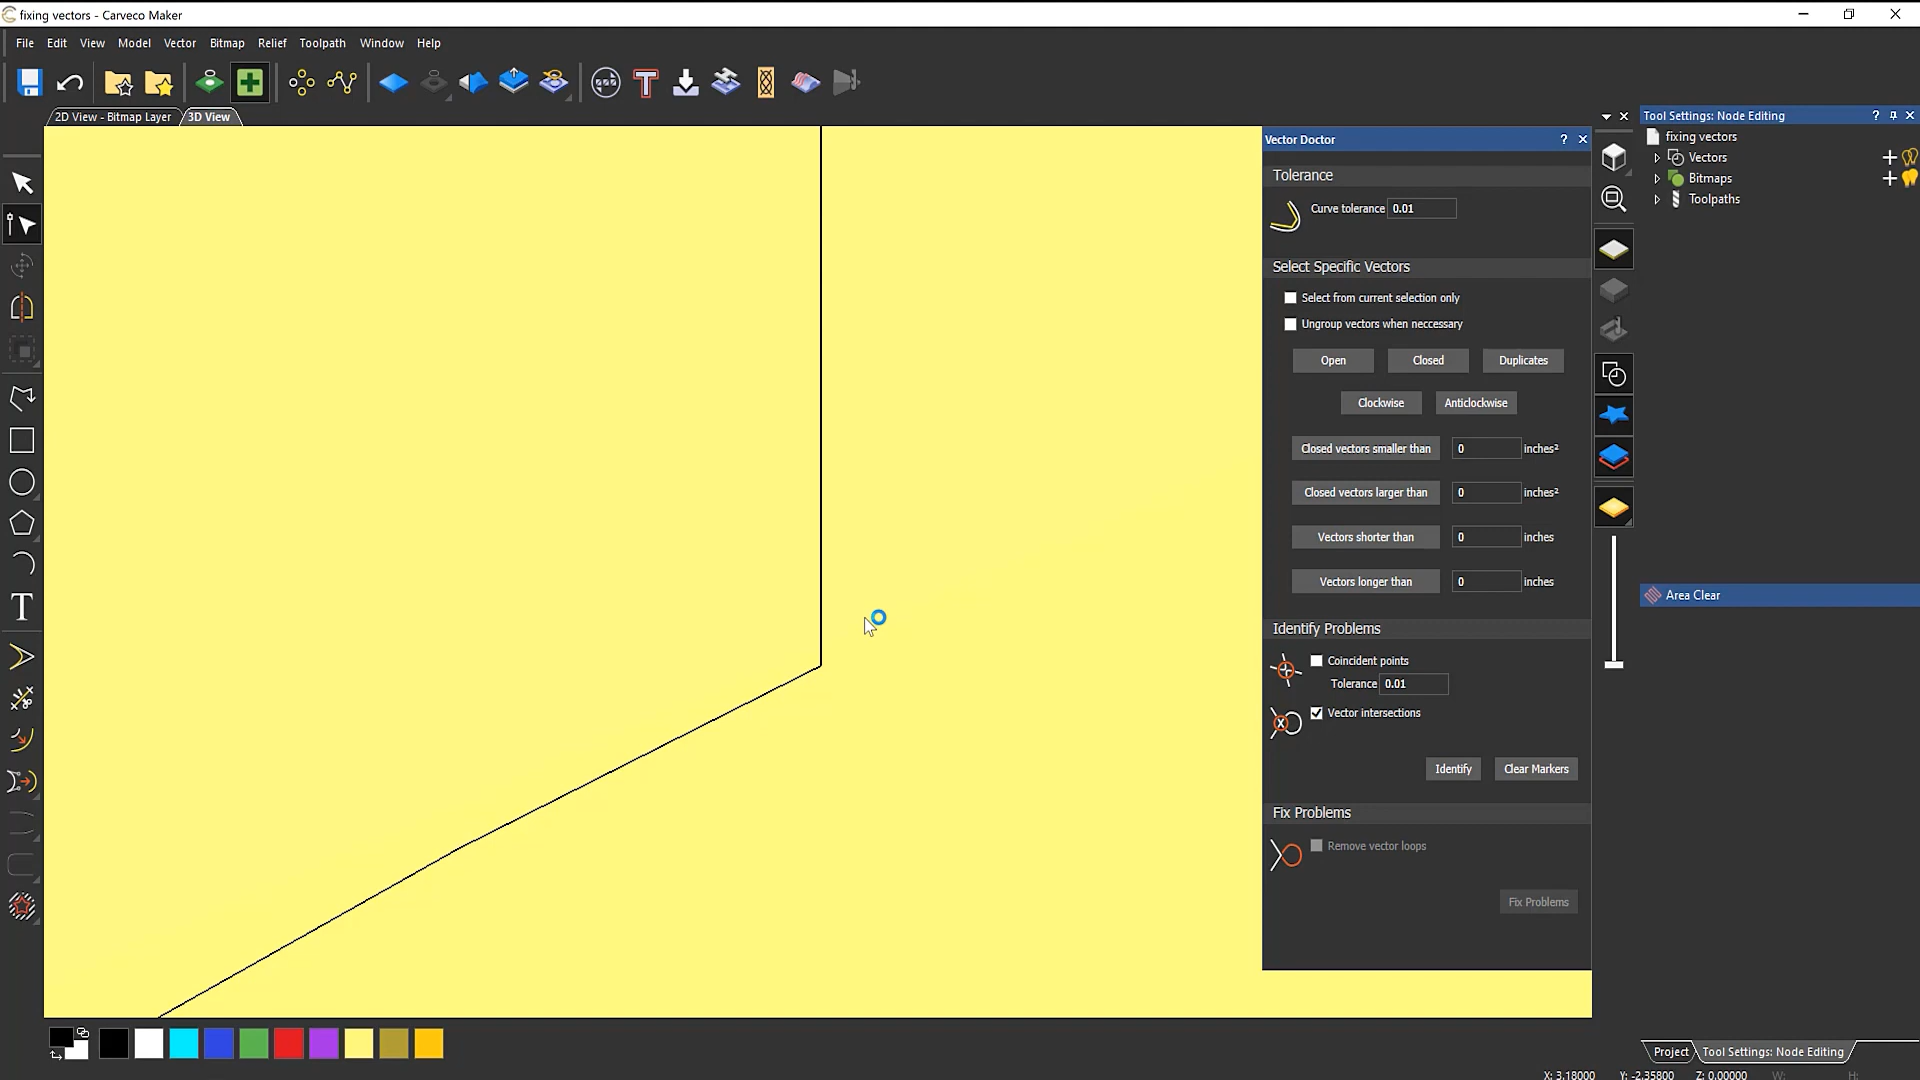 fixing vectors - Carveco Maker
File Edit View Model Vector Bitmap Relief Toolpath Window Help
2D View - Bitmap Layer 3D View
Vector Doctor ? ×
Tolerance
Curve tolerance 0.01
Select Specific Vectors
Select from current selection only
Ungroup vectors when neccessary
Open Closed Duplicates
Clockwise Anticlockwise
Closed vectors smaller than 0 inches²
Closed vectors larger than 0 inches²
Vectors shorter than 0 inches
Vectors longer than 0 inches
Identify Problems
Coincident points
Tolerance 0.01
Vector intersections
Identify Clear Markers
Fix Problems
Remove vector loops
Fix Problems
Tool Settings: Node Editing ?
fixing vectors
Vectors
Bitmaps
Toolpaths
Area Clear
Project Tool Settings: Node Editing
X: 3.18000 Y: -2.35800 Z: 0.00000 W: H: